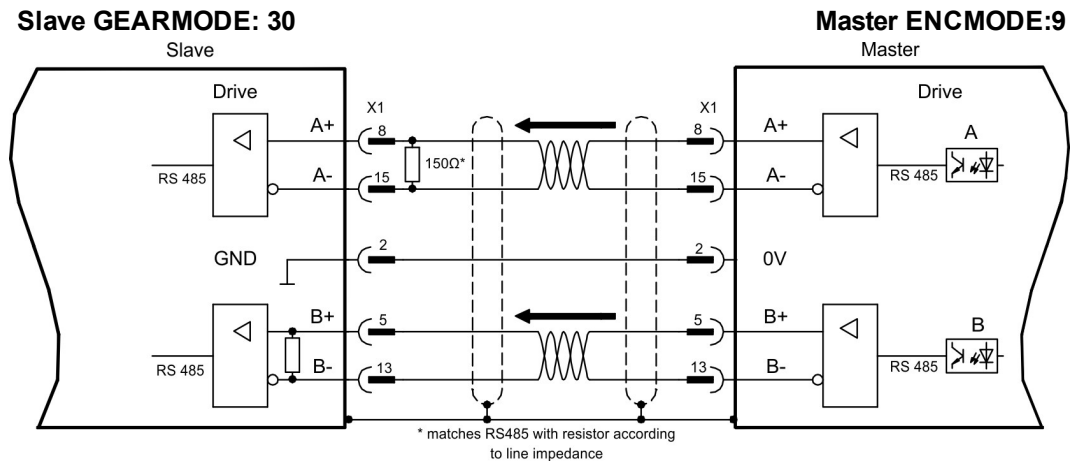 Slave GEARMODE: 30
Master ENCMODE:9
Slave
Master
Drive
Drive
X1
X1
A+
8
8
A+
A
150Ω*
RS 485
A-
15
15
A-
RS 485
GND
2
2
0V
B+
5
5
B+
B
RS 485
B-
13
13
B-
RS 485
* matches RS485 with resistor according
to line impedance